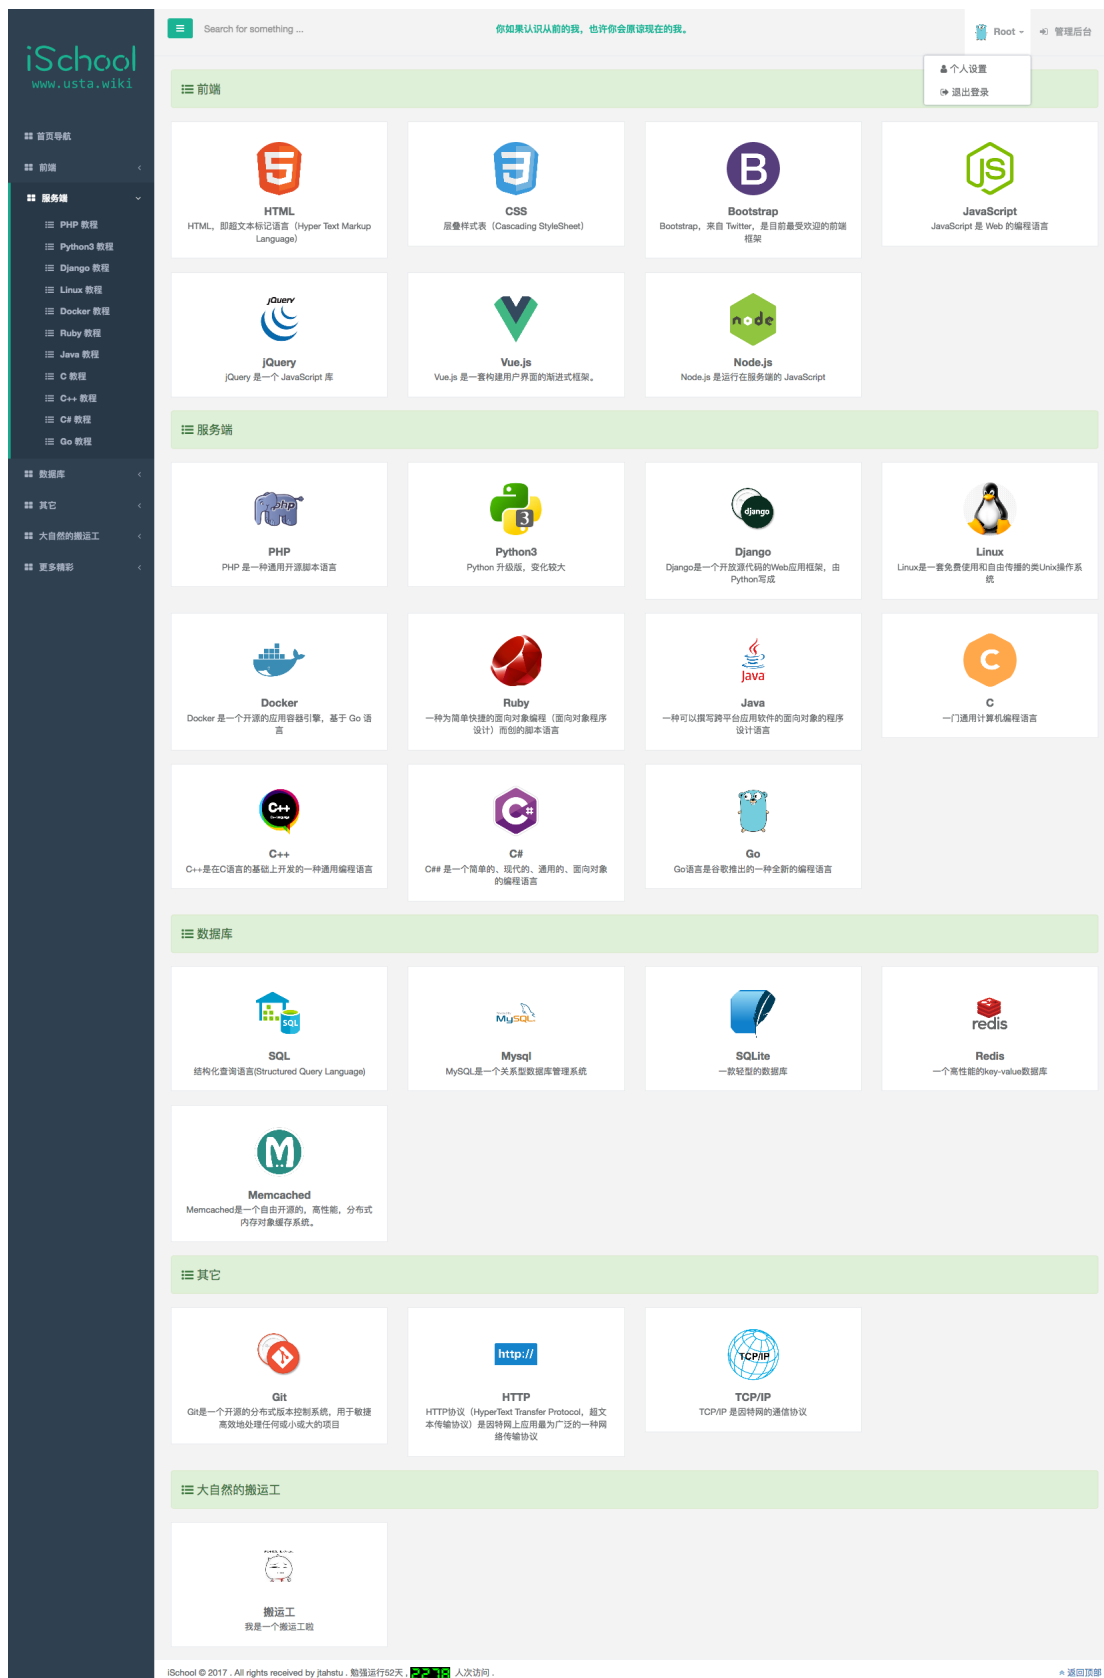 iSchool
www.usta.wiki
首页导航
前端
服务端
PHP 教程
Python3 教程
Django 教程
Linux 教程
Docker 教程
Ruby 教程
Java 教程
C 教程
C++ 教程
C# 教程
Go 教程
数据库
其它
大自然的搬运工
更多精彩
Search for something ...
你如果认识从前的我，也许你会原谅现在的我。
Root
管理后台
个人设置
退出登录
前端
HTML
HTML，即超文本标记语言（Hyper Text Markup
Language）
CSS
层叠样式表（Cascading StyleSheet）
B
Bootstrap
Bootstrap，来自 Twitter，是目前最受欢迎的前端
框架
JS
JavaScript
JavaScript 是 Web 的编程语言
jQuery
jQuery
jQuery 是一个 JavaScript 库
Vue.js
Vue.js 是一套构建用户界面的渐进式框架。
node
Node.js
Node.js 是运行在服务端的 JavaScript
服务端
php
PHP
PHP 是一种通用开源脚本语言
3
Python3
Python 升级版，变化较大
django
Django
Django是一个开放源代码的Web应用框架，由
Python写成
Linux
Linux是一套免费使用和自由传播的类Unix操作系
统
Docker
Docker 是一个开源的应用容器引擎，基于 Go 语
言
Ruby
一种为简单快捷的面向对象编程（面向对象程序
设计）而创的脚本语言
Java
Java
一种可以撰写跨平台应用软件的面向对象的程序
设计语言
C
C
一门通用计算机编程语言
C++
C++
C++是在C语言的基础上开发的一种通用编程语言
C#
C#
C## 是一个简单的、现代的、通用的、面向对象
的编程语言
Go
Go语言是谷歌推出的一种全新的编程语言
数据库
SQL
SQL
结构化查询语言(Structured Query Language)
MySQL
Mysql
MySQL是一个关系型数据库管理系统
SQLite
一款轻型的数据库
redis
Redis
一个高性能的key-value数据库
M
Memcached
Memcached是一个自由开源的，高性能，分布式
内存对象缓存系统。
其它
Git
Git是一个开源的分布式版本控制系统，用于敏捷
高效地处理任何或小或大的项目
http://
HTTP
HTTP协议（HyperText Transfer Protocol，超文
本传输协议）是因特网上应用最为广泛的一种网
络传输协议
TCP/IP
TCP/IP
TCP/IP 是因特网的通信协议
大自然的搬运工
搬运工
我是一个搬运工啦
iSchool © 2017 . All rights received by jtahstu . 勉强运行52天 , 2278 人次访问 .
返回顶部